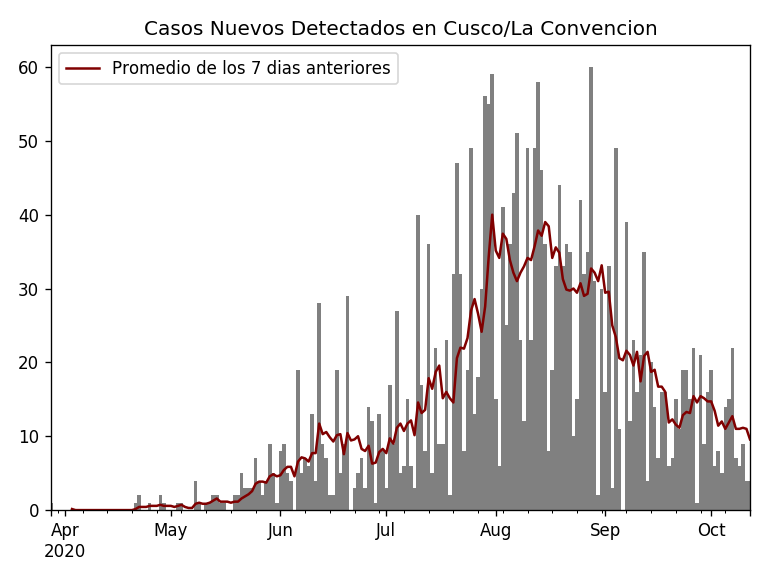 Casos Nuevos Detectados en Cusco/La Convencion
Promedio de los 7 dias anteriores
60
50
40
30
20
10
0
Apr May Jun Jul Aug Sep Oct
2020